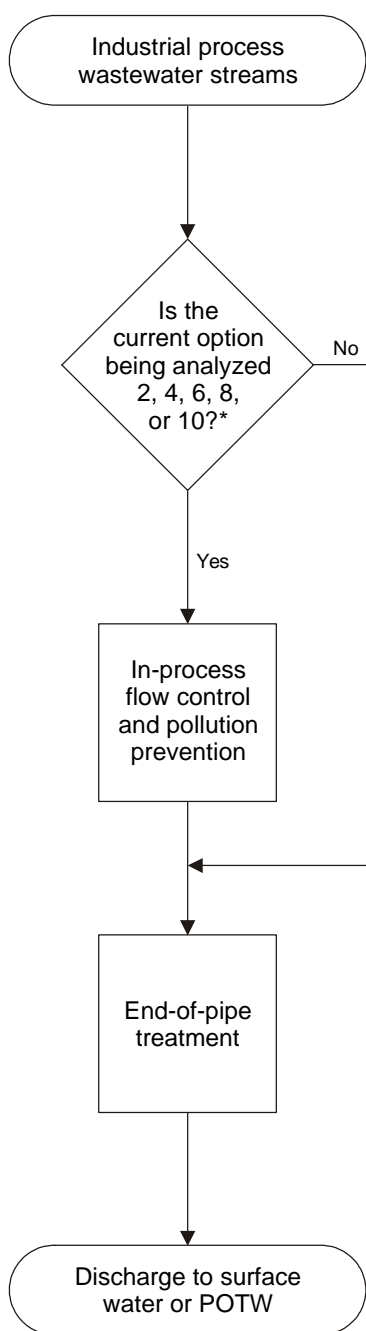 Industrial process
wastewater streams
Is the
current option
being analyzed
2, 4, 6, 8,
or 10?*
No
Yes
In-process
flow control
and pollution
prevention
End-of-pipe
treatment
Discharge to surface
water or POTW